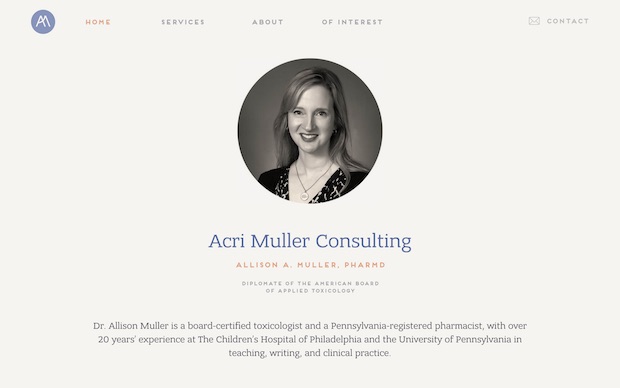 AM
HOME
SERVICES
ABOUT
OF INTEREST
CONTACT
Acri Muller Consulting
ALLISON A. MULLER, PHARMD
DIPLOMATE OF THE AMERICAN BOARD
OF APPLIED TOXICOLOGY
Dr. Allison Muller is a board-certified toxicologist and a Pennsylvania-registered pharmacist, with over
20 years' experience at The Children's Hospital of Philadelphia and the University of Pennsylvania in
teaching, writing, and clinical practice.